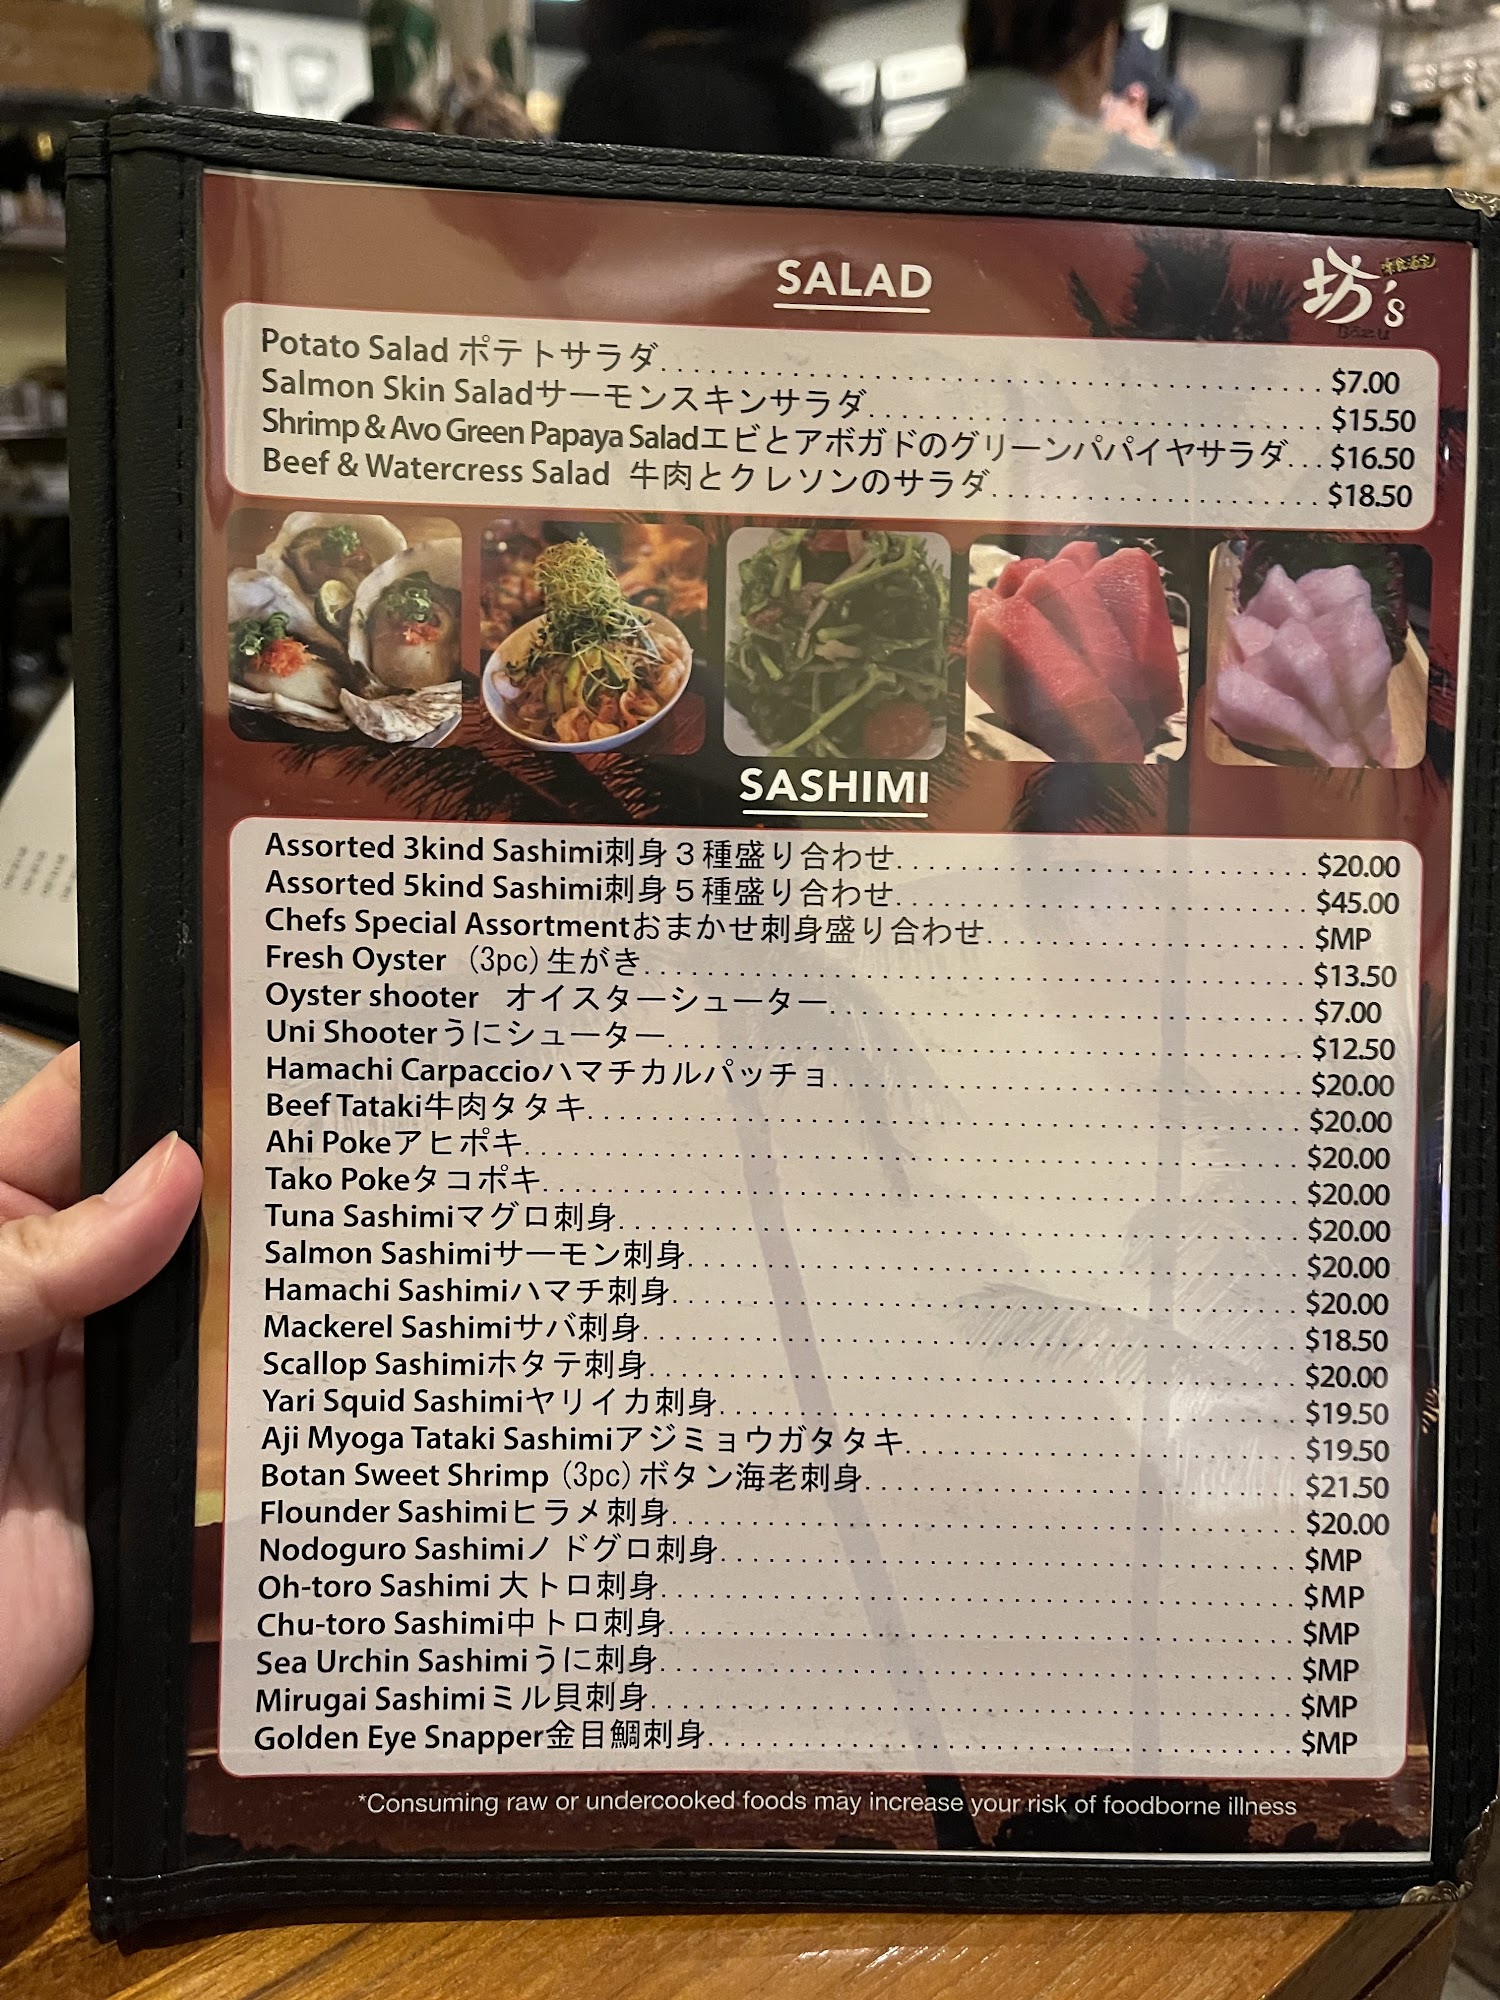 SALAD
坊's
Bozu
Potato Salad ポテトサラダ $7.00
Salmon Skin Saladサーモンスキンサラダ $15.50
Shrimp & Avo Green Papaya Saladエビとアボガドのグリーンパパイヤサラダ $16.50
Beef & Watercress Salad 牛肉とクレソンのサラダ $18.50
SASHIMI
Assorted 3kind Sashimi刺身３種盛り合わせ $20.00
Assorted 5kind Sashimi刺身５種盛り合わせ $45.00
Chefs Special Assortmentおまかせ刺身盛り合わせ $MP
Fresh Oyster (3pc)生がき $13.50
Oyster shooter オイスターシューター $7.00
Uni Shooterうにシューター $12.50
Hamachi Carpaccioハマチカルパッチョ $20.00
Beef Tataki牛肉タタキ $20.00
Ahi Pokeアヒポキ $20.00
Tako Pokeタコポキ $20.00
Tuna Sashimiマグロ刺身 $20.00
Salmon Sashimiサーモン刺身 $20.00
Hamachi Sashimiハマチ刺身 $20.00
Mackerel Sashimiサバ刺身 $18.50
Scallop Sashimiホタテ刺身 $20.00
Yari Squid Sashimiヤリイカ刺身 $19.50
Aji Myoga Tataki Sashimiアジミョウガタタキ $19.50
Botan Sweet Shrimp (3pc)ボタン海老刺身 $21.50
Flounder Sashimiヒラメ刺身 $20.00
Nodoguro Sashimiノドグロ刺身 $MP
Oh-toro Sashimi 大トロ刺身 $MP
Chu-toro Sashimi中トロ刺身 $MP
Sea Urchin Sashimiうに刺身 $MP
Mirugai Sashimiミル貝刺身 $MP
Golden Eye Snapper金目鯛刺身 $MP
*Consuming raw or undercooked foods may increase your risk of foodborne illness